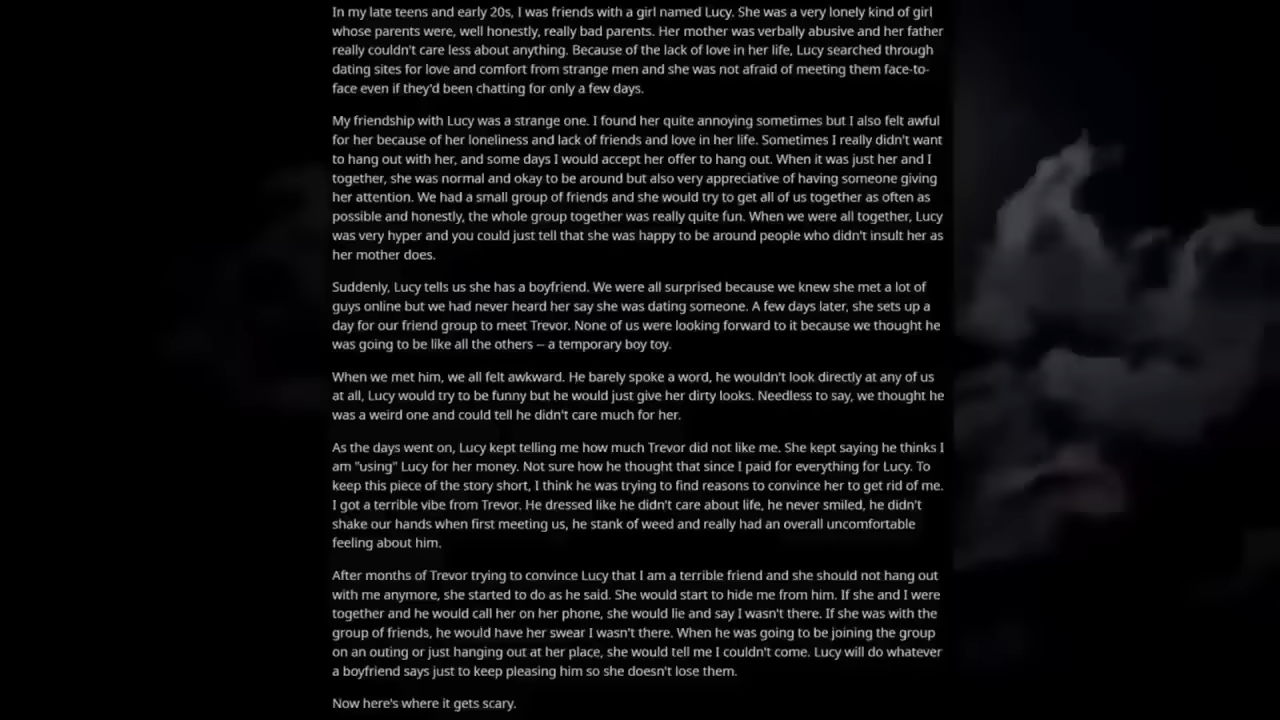 In my late teens and early 20s, I was friends with a girl named Lucy. She was a very lonely kind of girl
whose parents were, well honestly, really bad parents. Her mother was verbally abusive and her father
really couldn't care less about anything. Because of the lack of love in her life, Lucy searched through
dating sites for love and comfort from strange men and she was not afraid of meeting them face-to-
face even if they'd been chatting for only a few days.
My friendship with Lucy was a strange one. I found her quite annoying sometimes but I also felt awful
for her because of her loneliness and lack of friends and love in her life. Sometimes I really didn't want
to hang out with her, and some days I would accept her offer to hang out. When it was just her and I
together, she was normal and okay to be around but also very appreciative of having someone giving
her attention. We had a small group of friends and she would try to get all of us together as often as
possible and honestly, the whole group together was really quite fun. When we were all together, Lucy
was very hyper and you could just tell that she was happy to be around people who didn't insult her as
her mother does.
Suddenly, Lucy tells us she has a boyfriend. We were all surprised because we knew she met a lot of
guys online but we had never heard her say she was dating someone. A few days later, she sets up a
day for our friend group to meet Trevor. None of us were looking forward to it because we thought he
was going to be like all the others -- a temporary boy toy.
When we met him, we all felt awkward. He barely spoke a word, he wouldn't look directly at any of us
at all, Lucy would try to be funny but he would just give her dirty looks. Needless to say, we thought he
was a weird one and could tell he didn't care much for her.
As the days went on, Lucy kept telling me how much Trevor did not like me. She kept saying he thinks I
am "using" Lucy for her money. Not sure how he thought that since I paid for everything for Lucy. To
keep this piece of the story short, I think he was trying to find reasons to convince her to get rid of me.
I got a terrible vibe from Trevor. He dressed like he didn't care about life, he never smiled, he didn't
shake our hands when first meeting us, he stank of weed and really had an overall uncomfortable
feeling about him.
After months of Trevor trying to convince Lucy that I am a terrible friend and she should not hang out
with me anymore, she started to do as he said. She would start to hide me from him. If she and I were
together and he would call her on her phone, she would lie and say I wasn't there. If she was with the
group of friends, he would have her swear I wasn't there. When he was going to be joining the group
on an outing or just hanging out at her place, she would tell me I couldn't come. Lucy will do whatever
a boyfriend says just to keep pleasing him so she doesn't lose them.
Now here's where it gets scary.